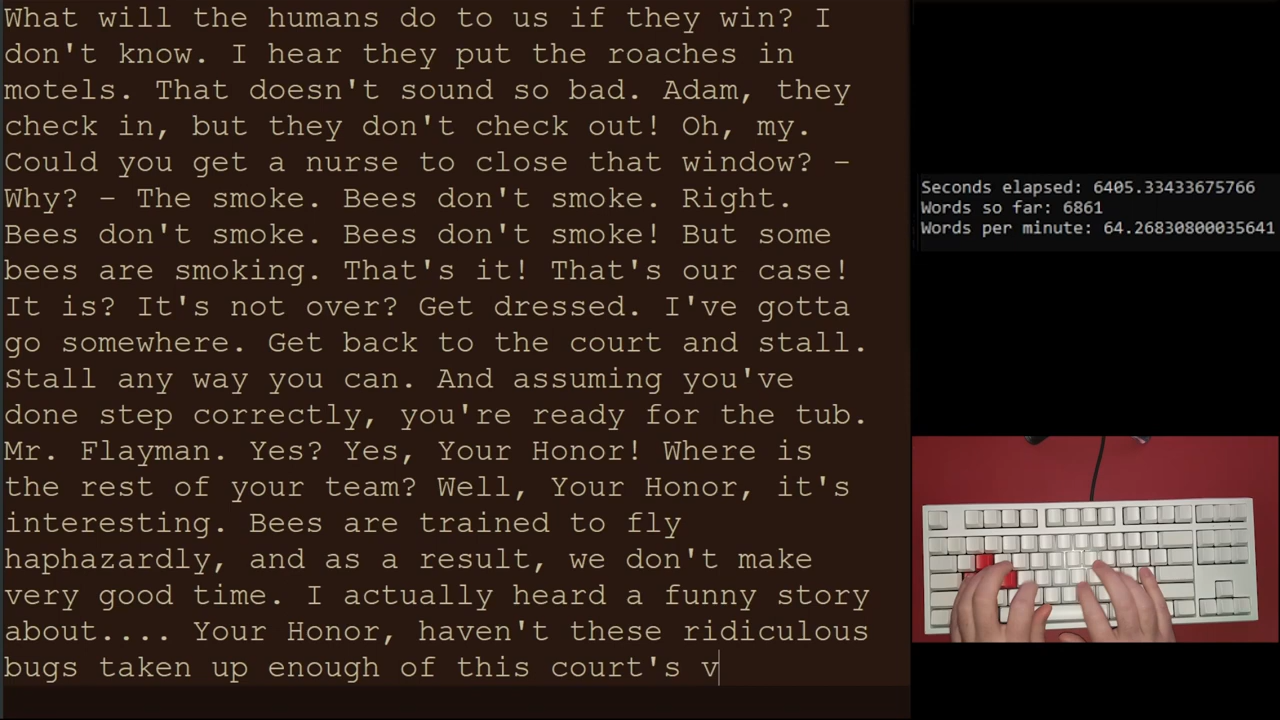 What will the humans do to us if they win? I
don't know. I hear they put the roaches in
motels. That doesn't sound so bad. Adam, they
check in, but they don't check out! Oh, my.
Could you get a nurse to close that window? –
Why? – The smoke. Bees don't smoke. Right.
Bees don't smoke. Bees don't smoke! But some
bees are smoking. That's it! That's our case!
It is? It's not over? Get dressed. I've gotta
go somewhere. Get back to the court and stall.
Stall any way you can. And assuming you've
done step correctly, you're ready for the tub.
Mr. Flayman. Yes? Yes, Your Honor! Where is
the rest of your team? Well, Your Honor, it's
interesting. Bees are trained to fly
haphazardly, and as a result, we don't make
very good time. I actually heard a funny story
about.... Your Honor, haven't these ridiculous
bugs taken up enough of this court's v
Seconds elapsed: 6405.33433675766
Words so far: 6861
Words per minute: 64.26830800035641